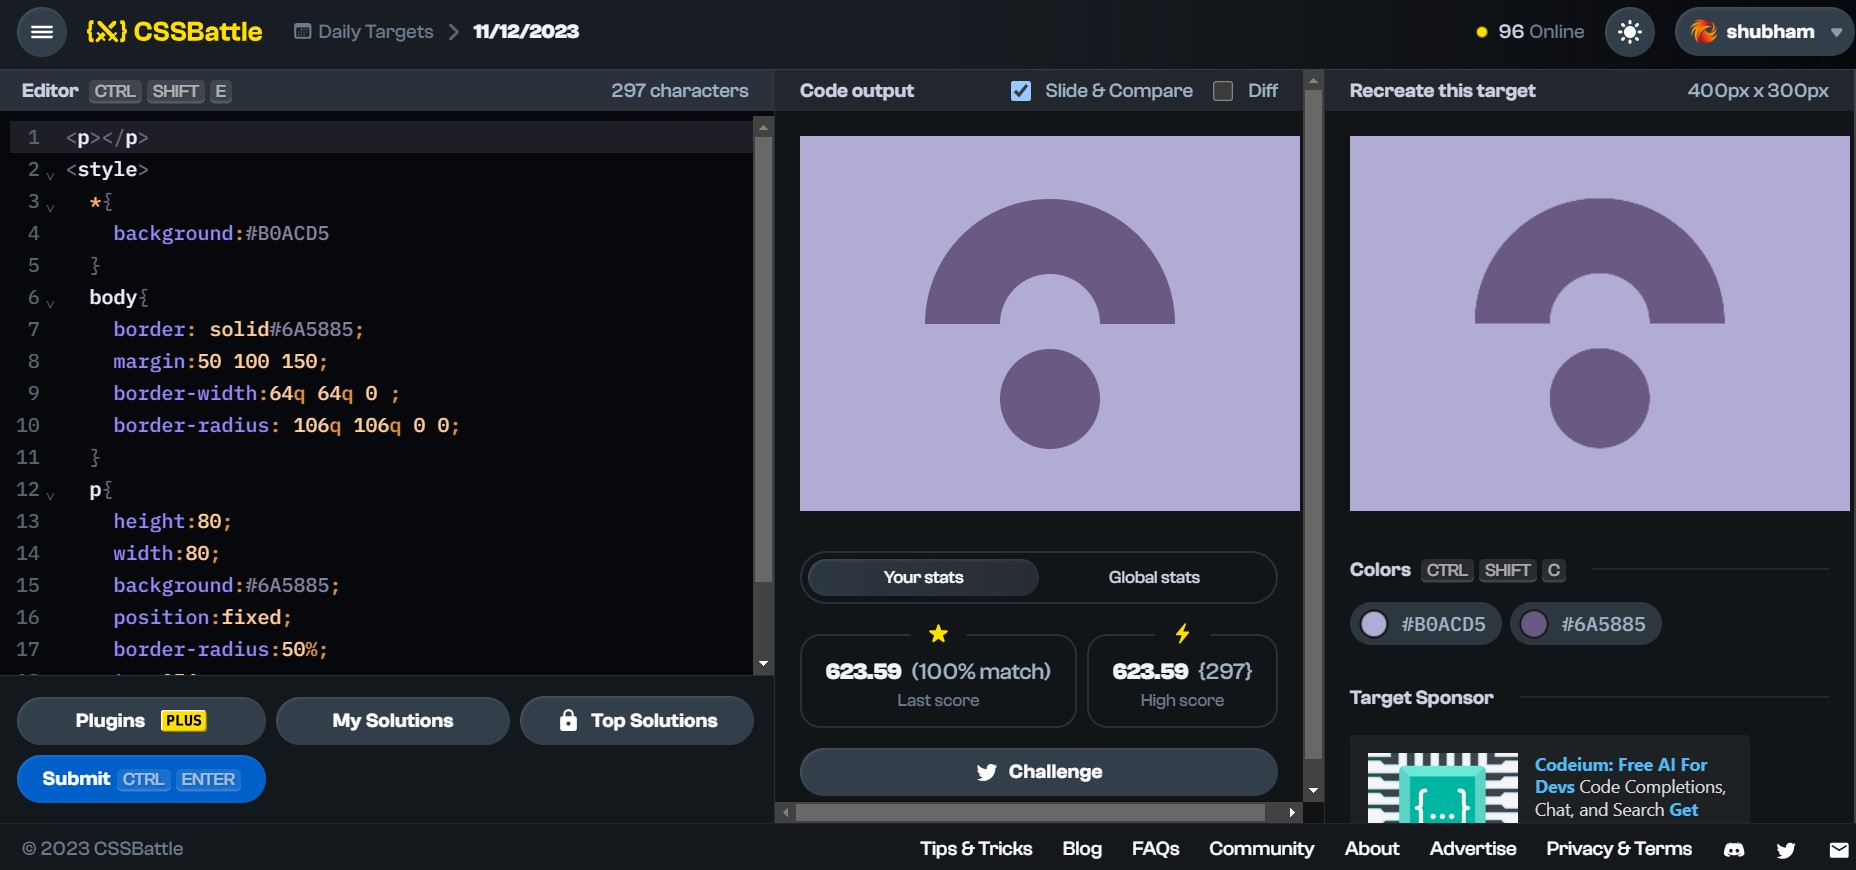 CSSBattle
Daily Targets
11/12/2023
96 Online
shubham
Editor CTRL SHIFT E
297 characters
1 <p></p>
2 <style>
3 *{
4 background:#B0ACD5
5 }
6 body{
7 border: solid#6A5885;
8 margin:50 100 150;
9 border-width:64q 64q 0 ;
10 border-radius: 106q 106q 0 0;
11 }
12 p{
13 height:80;
14 width:80;
15 background:#6A5885;
16 position:fixed;
17 border-radius:50%;
Plugins PLUS
My Solutions
Top Solutions
Submit CTRL ENTER
Code output
Slide & Compare
Diff
Your stats
Global stats
623.59 (100% match)
Last score
623.59 {297}
High score
Challenge
Recreate this target
400px x 300px
Colors CTRL SHIFT C
#B0ACD5
#6A5885
Target Sponsor
{...}
Codeium: Free AI For
Devs Code Completions,
Chat, and Search Get
© 2023 CSSBattle
Tips & Tricks
Blog
FAQs
Community
About
Advertise
Privacy & Terms